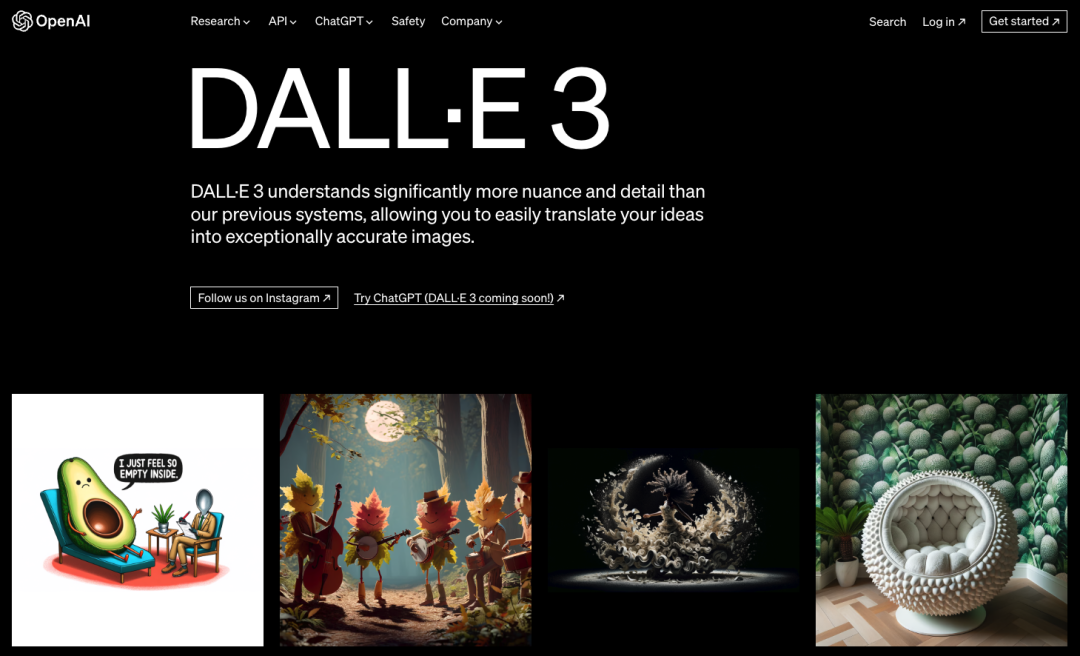 OpenAI
Research
API
ChatGPT
Safety
Company
Search
Log in ↗
Get started ↗
DALL·E 3
DALL·E 3 understands significantly more nuance and detail than
our previous systems, allowing you to easily translate your ideas
into exceptionally accurate images.
Follow us on Instagram ↗
Try ChatGPT (DALL·E 3 coming soon!) ↗
I JUST FEEL SO
EMPTY INSIDE.